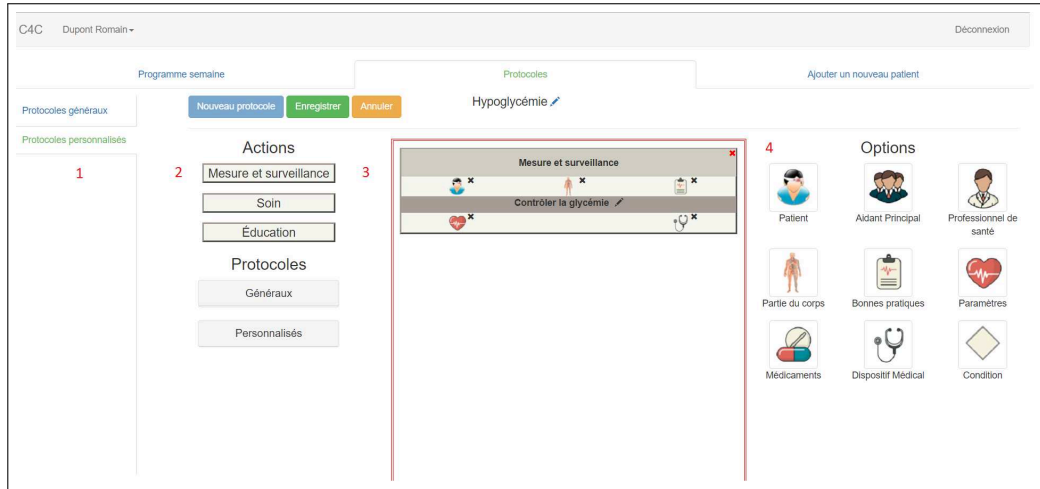 C4C Dupont Romain Déconnexion
Programme semaine Protocoles Ajouter un nouveau patient
Protocoles généraux
Protocoles personnalisés
1
Nouveau protocole Enregistrer Annuler Hypoglycémie
2
Actions
Mesure et surveillance
Soin
Éducation
Protocoles
Généraux
Personnalisés
3
Mesure et surveillance
Contrôler la glycémie
4
Options
Patient Aidant Principal Professionnel de
santé
Partie du corps Bonnes pratiques Paramètres
Médicaments Dispositif Médical Condition